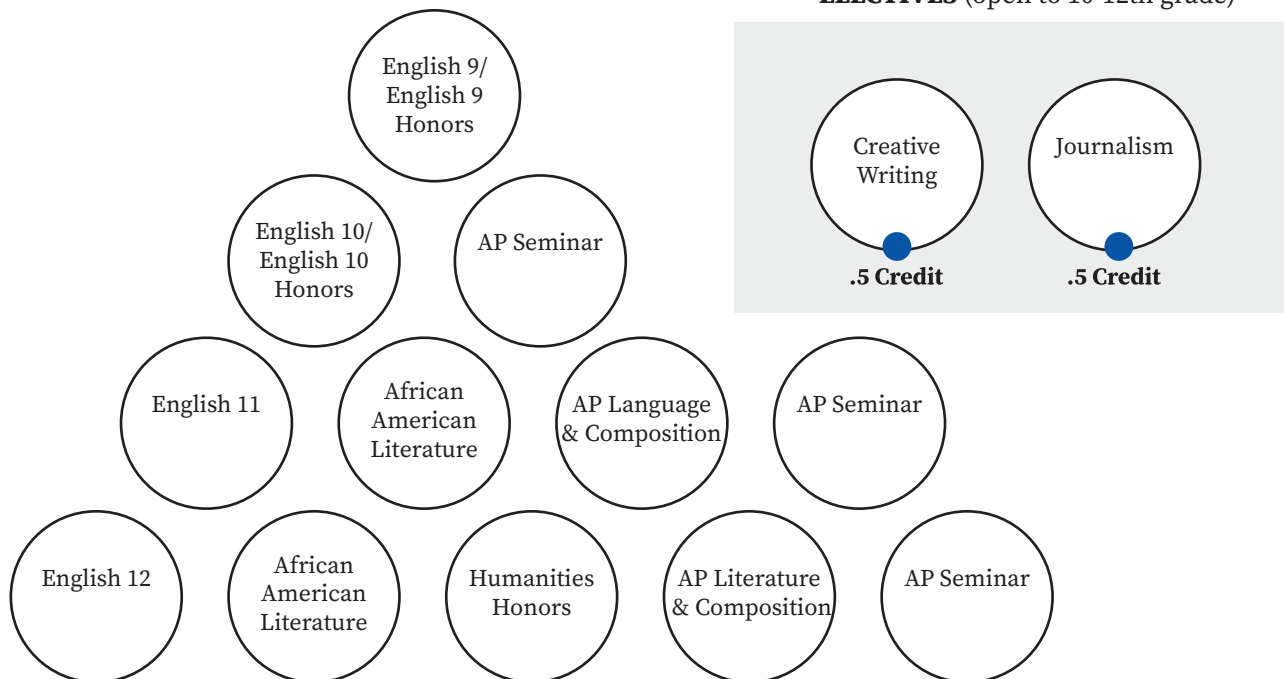 ELECTIVES (open to 10-12th grade)
English 9/
English 9
Honors
Creative
Writing
Journalism
.5 Credit
.5 Credit
English 10/
English 10
Honors
AP Seminar
English 11
African
American
Literature
AP Language
& Composition
AP Seminar
English 12
African
American
Literature
Humanities
Honors
AP Literature
& Composition
AP Seminar